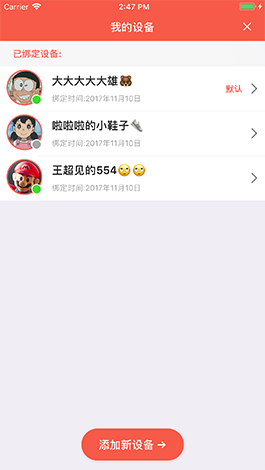 Carrier 2:47 PM
我的设备 ×
已绑定设备:
大大大大大雄🐻
绑定时间:2017年11月10日
默认
啦啦啦的小鞋子👠
绑定时间:2017年11月10日
王超见的554🙄🙄
绑定时间:2017年11月10日
添加新设备 →